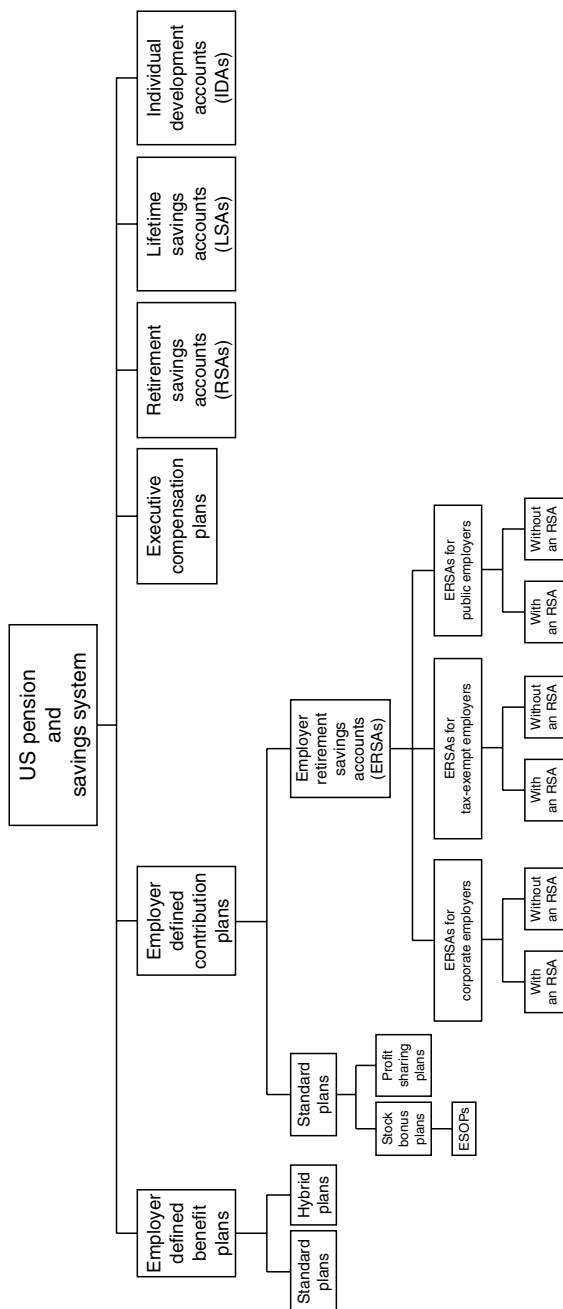 US pension
and
savings system
Employer
defined
benefit
plans
Employer
defined
contribution
plans
Executive
compensation
plans
Retirement
savings
accounts
(RSAs)
Lifetime
savings
accounts
(LSAs)
Individual
development
accounts
(IDAs)
Standard
plans
Hybrid
plans
Standard
plans
Employer
retirement
savings
accounts
(ERSAs)
Stock
bonus
plans
Profit
sharing
plans
ESOPs
ERSAs for
corporate employers
ERSAs for
tax-exempt employers
ERSAs for
public employers
With
an RSA
Without
an RSA
With
an RSA
Without
an RSA
With
an RSA
Without
an RSA